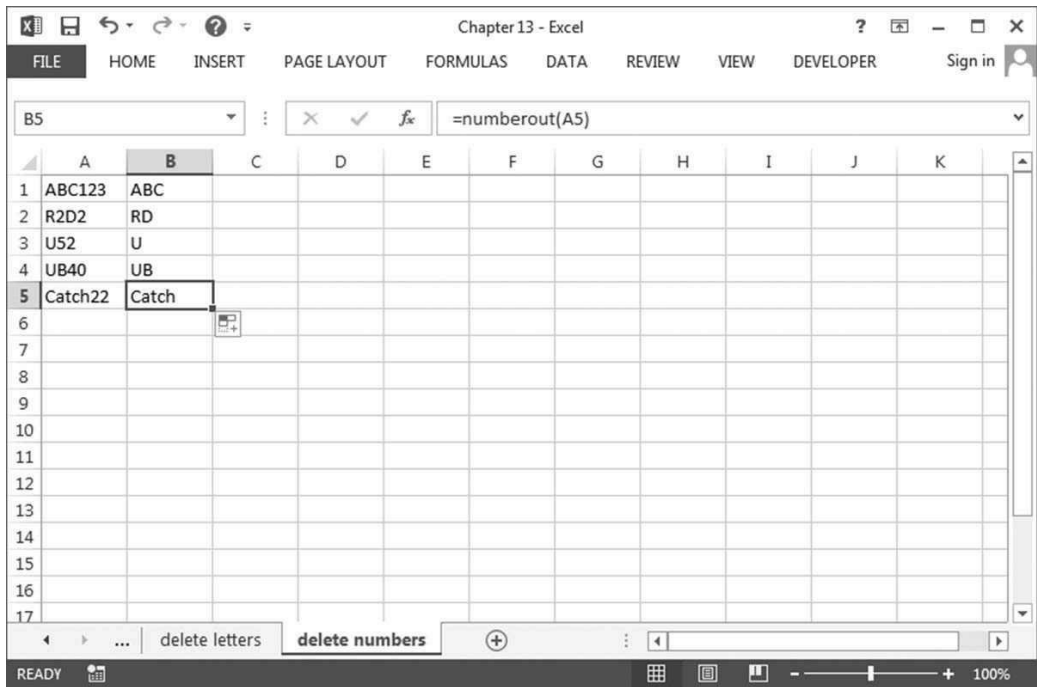 Chapter 13 - Excel
?
FILE HOME INSERT PAGE LAYOUT FORMULAS DATA REVIEW VIEW DEVELOPER Sign in
B5 fx =numberout(A5)
A B C D E F G H I J K
1 ABC123 ABC
2 R2D2 RD
3 U52 U
4 UB40 UB
5 Catch22 Catch
6
7
8
9
10
11
12
13
14
15
16
17
... delete letters delete numbers
READY 100%